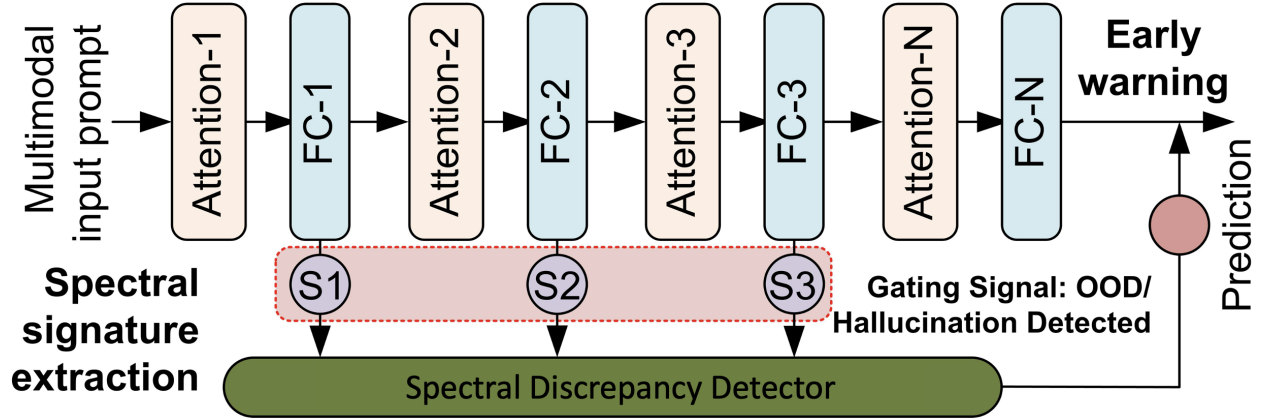 Multimodal
input prompt
Attention-1
FC-1
Attention-2
FC-2
Attention-3
FC-3
Attention-N
FC-N
Early
warning
Prediction
Spectral
signature
extraction
S1
S2
S3
Gating Signal: OOD/
Hallucination Detected
Spectral Discrepancy Detector